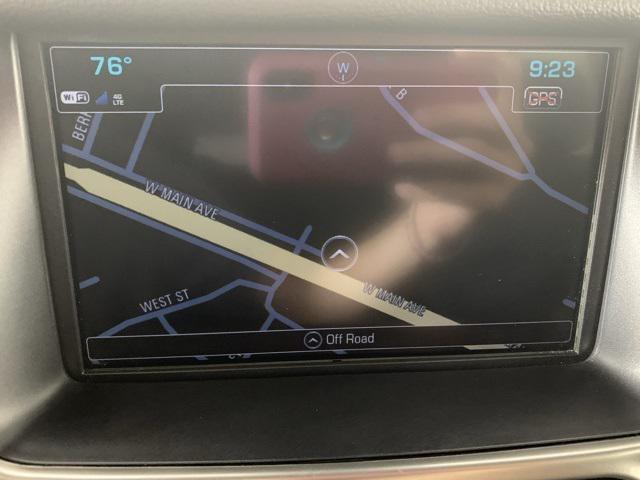 76°
W
9:23
WiFi
4G
LTE
GPS
B
W MAIN AVE
W MAIN AVE
WEST ST
Off Road